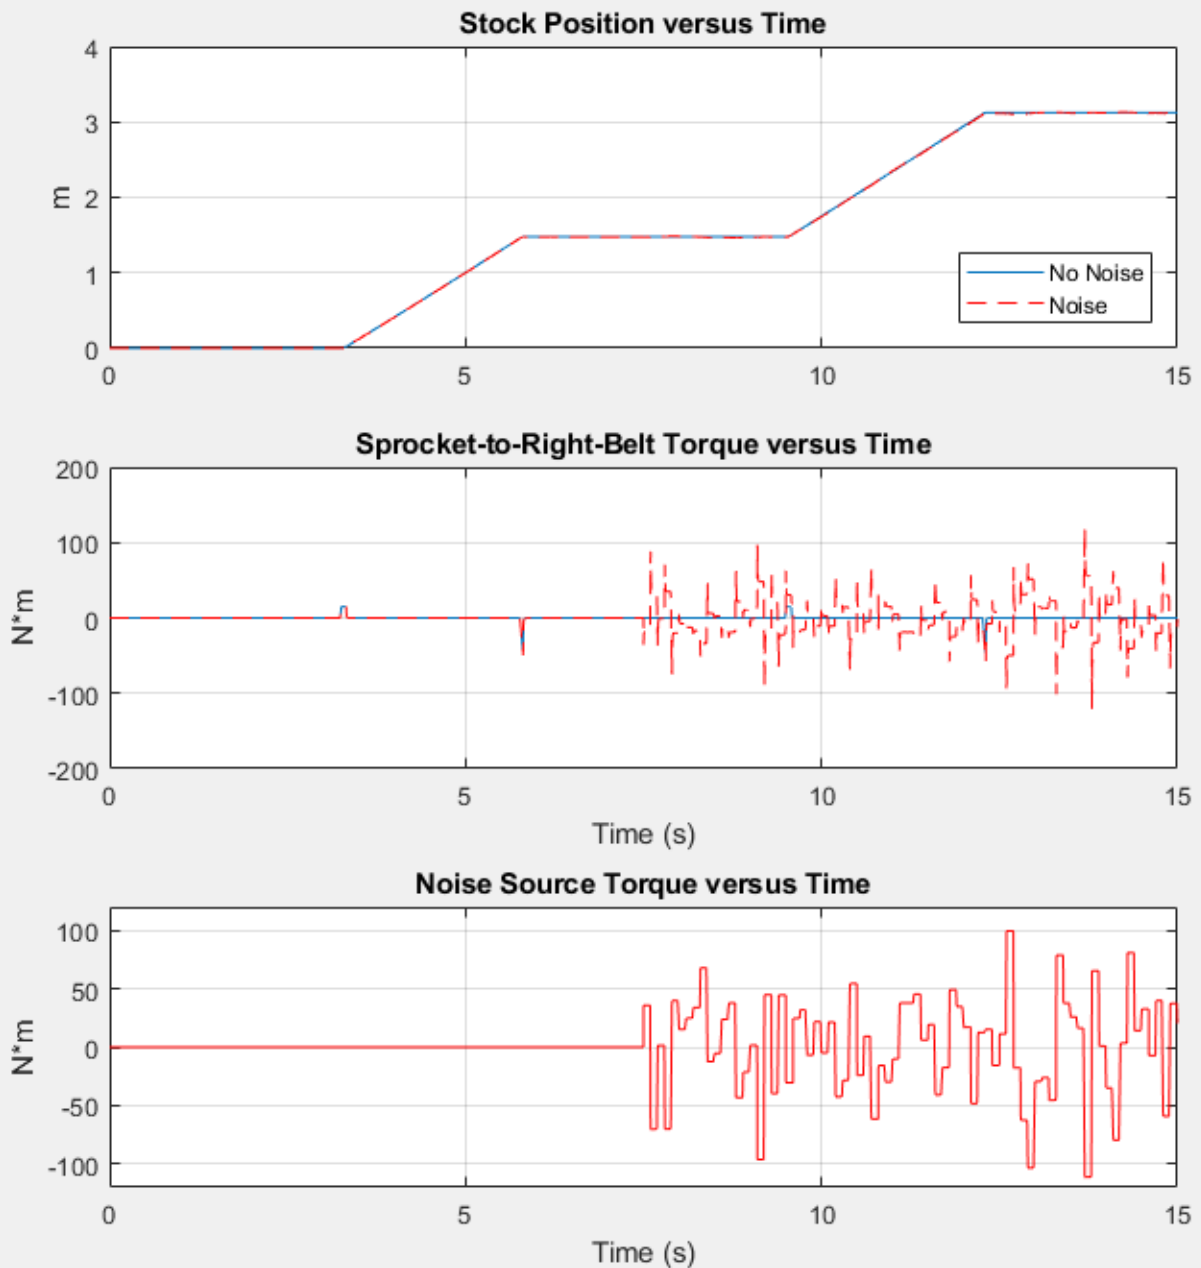 Stock Position versus Time
4
3
2
1
0
m
No Noise
Noise
0 5 10 15
Sprocket-to-Right-Belt Torque versus Time
200
100
0
-100
-200
N*m
0 5 10 15
Time (s)
Noise Source Torque versus Time
100
50
0
-50
-100
N*m
0 5 10 15
Time (s)